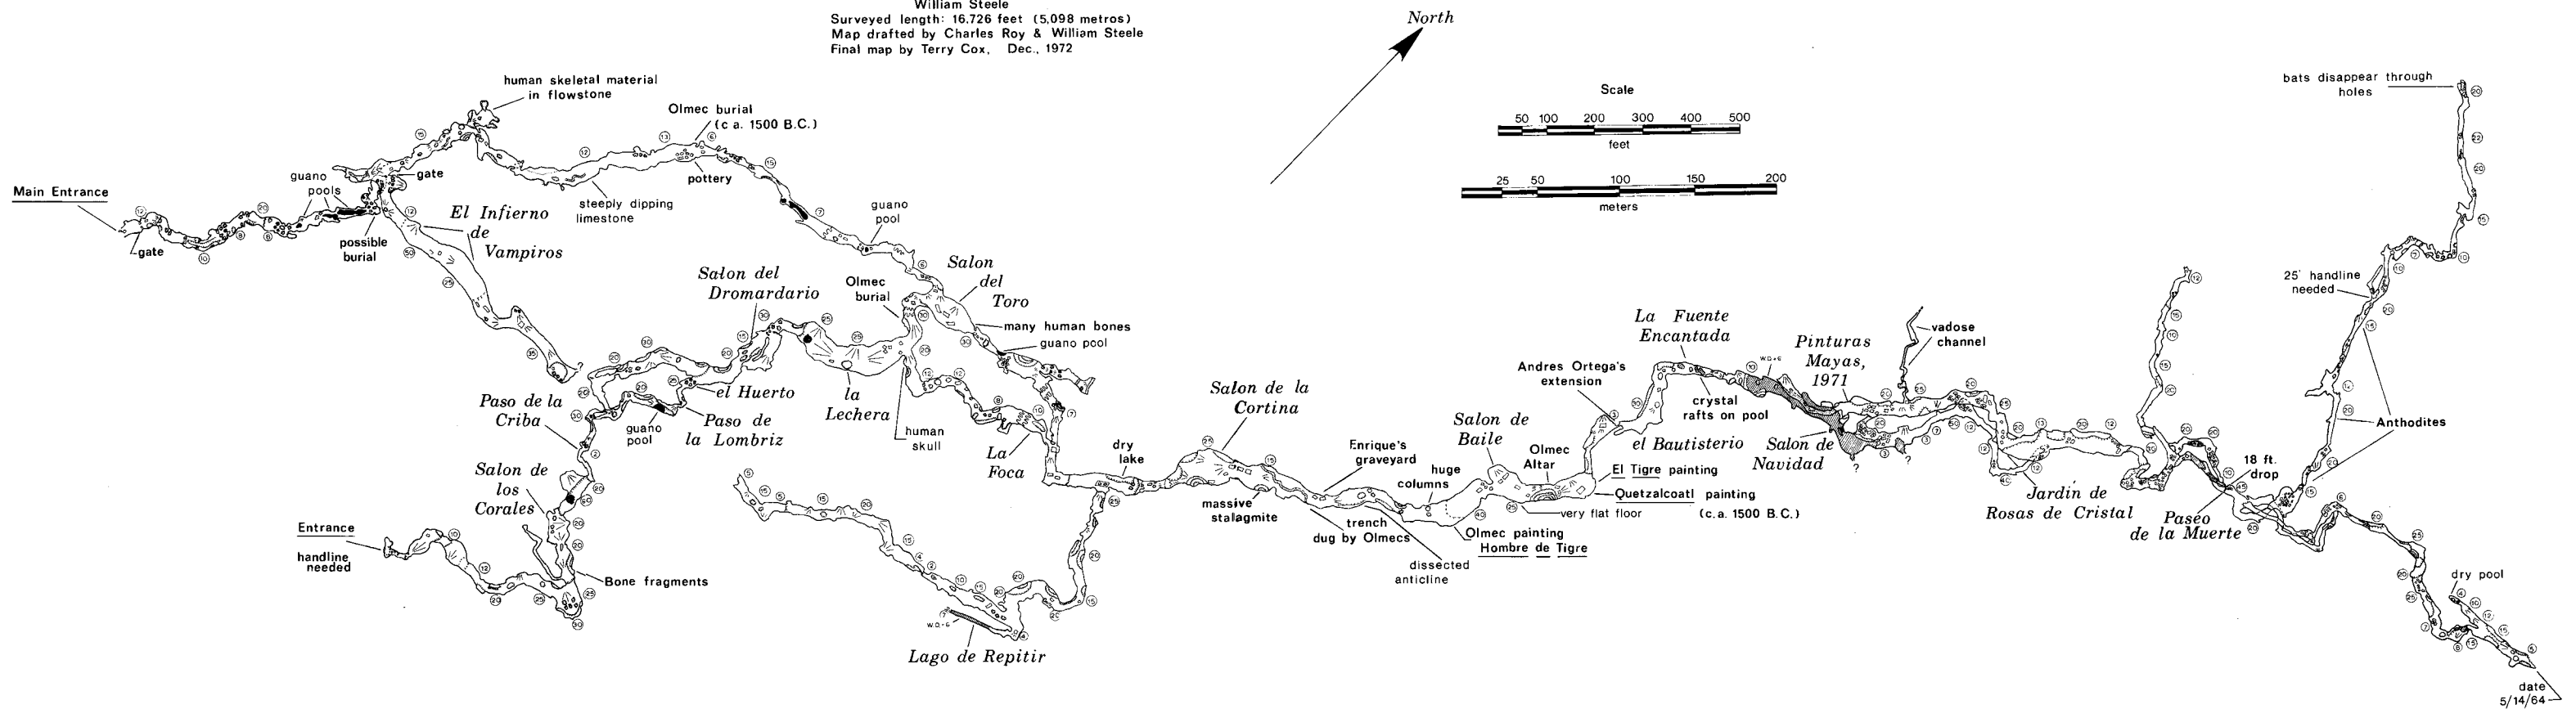 William Steele
Surveyed length: 16,726 feet (5,098 metros)
Map drafted by Charles Roy & William Steele
Final map by Terry Cox, Dec., 1972
North
Scale
50 100 200 300 400 500
feet
25 50 100 150 200
meters
Main Entrance
gate
guano
pools
possible
burial
gate
human skeletal material
in flowstone
El Infierno
de
Vampiros
steeply dipping
limestone
Olmec burial
(c a. 1500 B.C.)
pottery
guano
pool
Salon
del
Toro
many human bones
guano pool
Olmec
burial
Salon del
Dromardario
la
Lechera
human
skull
el Huerto
Paso de
la Lombriz
guano
pool
Paso de la
Criba
Salon de
los
Corales
Entrance
handline
needed
Bone fragments
La
Foca
dry
lake
Lago de Repitir
Salon de la
Cortina
massive
stalagmite
Enrique's
graveyard
trench
dug by Olmecs
dissected
anticline
huge
columns
Salon de
Baile
Olmec painting
Hombre de Tigre
Olmec
Altar
very flat floor
El Tigre painting
Quetzalcoatl painting
(c.a. 1500 B.C.)
Andres Ortega's
extension
el Bautisterio
La Fuente
Encantada
crystal
rafts on pool
Pinturas
Mayas,
1971
Salon de
Navidad
?
?
?
vadose
channel
Jardin de
Rosas de Cristal
Paseo
de la Muerte
18 ft.
drop
25' handline
needed
Anthodites
bats disappear through
holes
dry pool
date
5/14/64